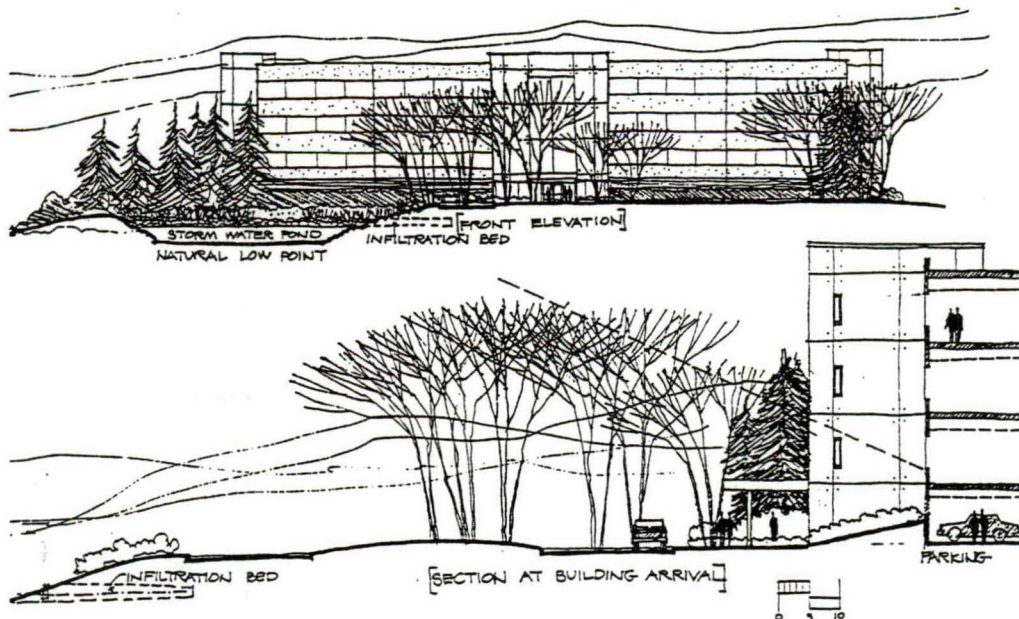 [FRONT ELEVATION]
STORM WATER POND
INFILTRATION BED
NATURAL LOW POINT
PARKING
INFILTRATION BED
[SECTION AT BUILDING ARRIVAL]
0 5 10